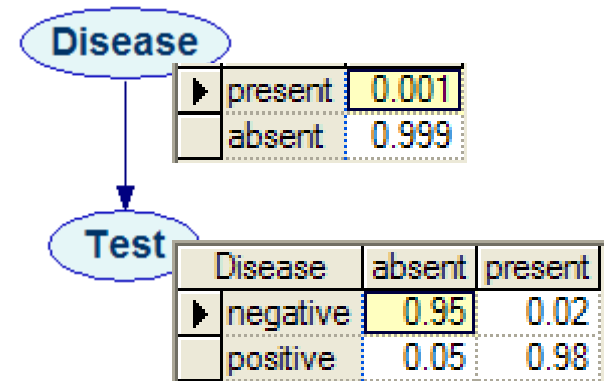 Disease
present 0.001
absent 0.999
Test
Disease absent present
negative 0.95 0.02
positive 0.05 0.98